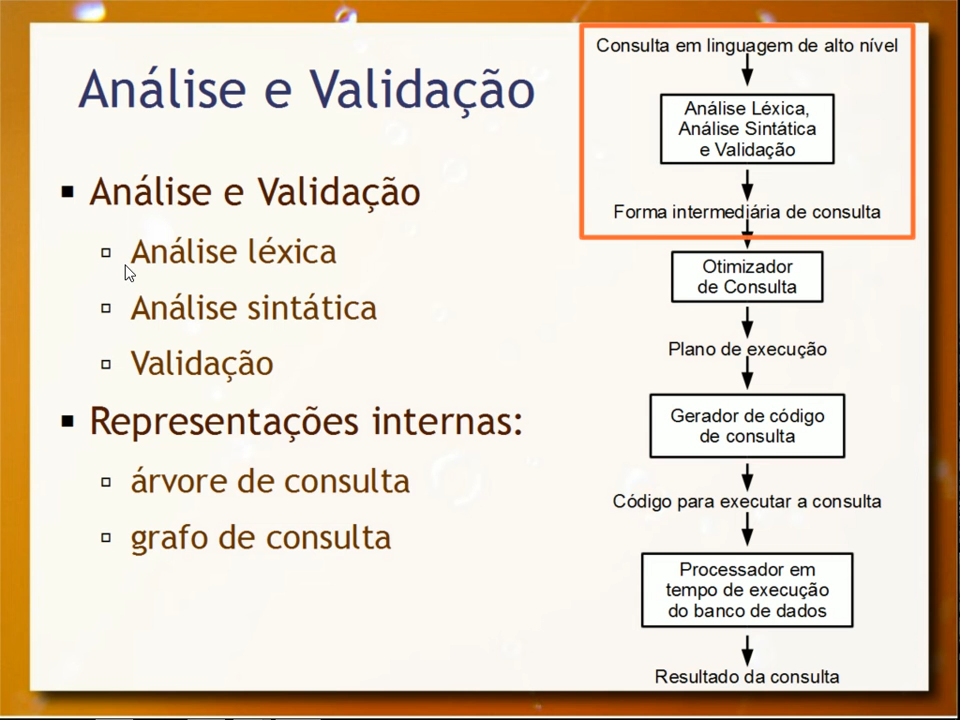 Análise e Validação
▪ Análise e Validação
▫ Análise léxica
▫ Análise sintática
▫ Validação
▪ Representações internas:
▫ árvore de consulta
▫ grafo de consulta
Consulta em linguagem de alto nível
Análise Léxica,
Análise Sintática
e Validação
Forma intermediária de consulta
Otimizador
de Consulta
Plano de execução
Gerador de código
de consulta
Código para executar a consulta
Processador em
tempo de execução
do banco de dados
Resultado da consulta